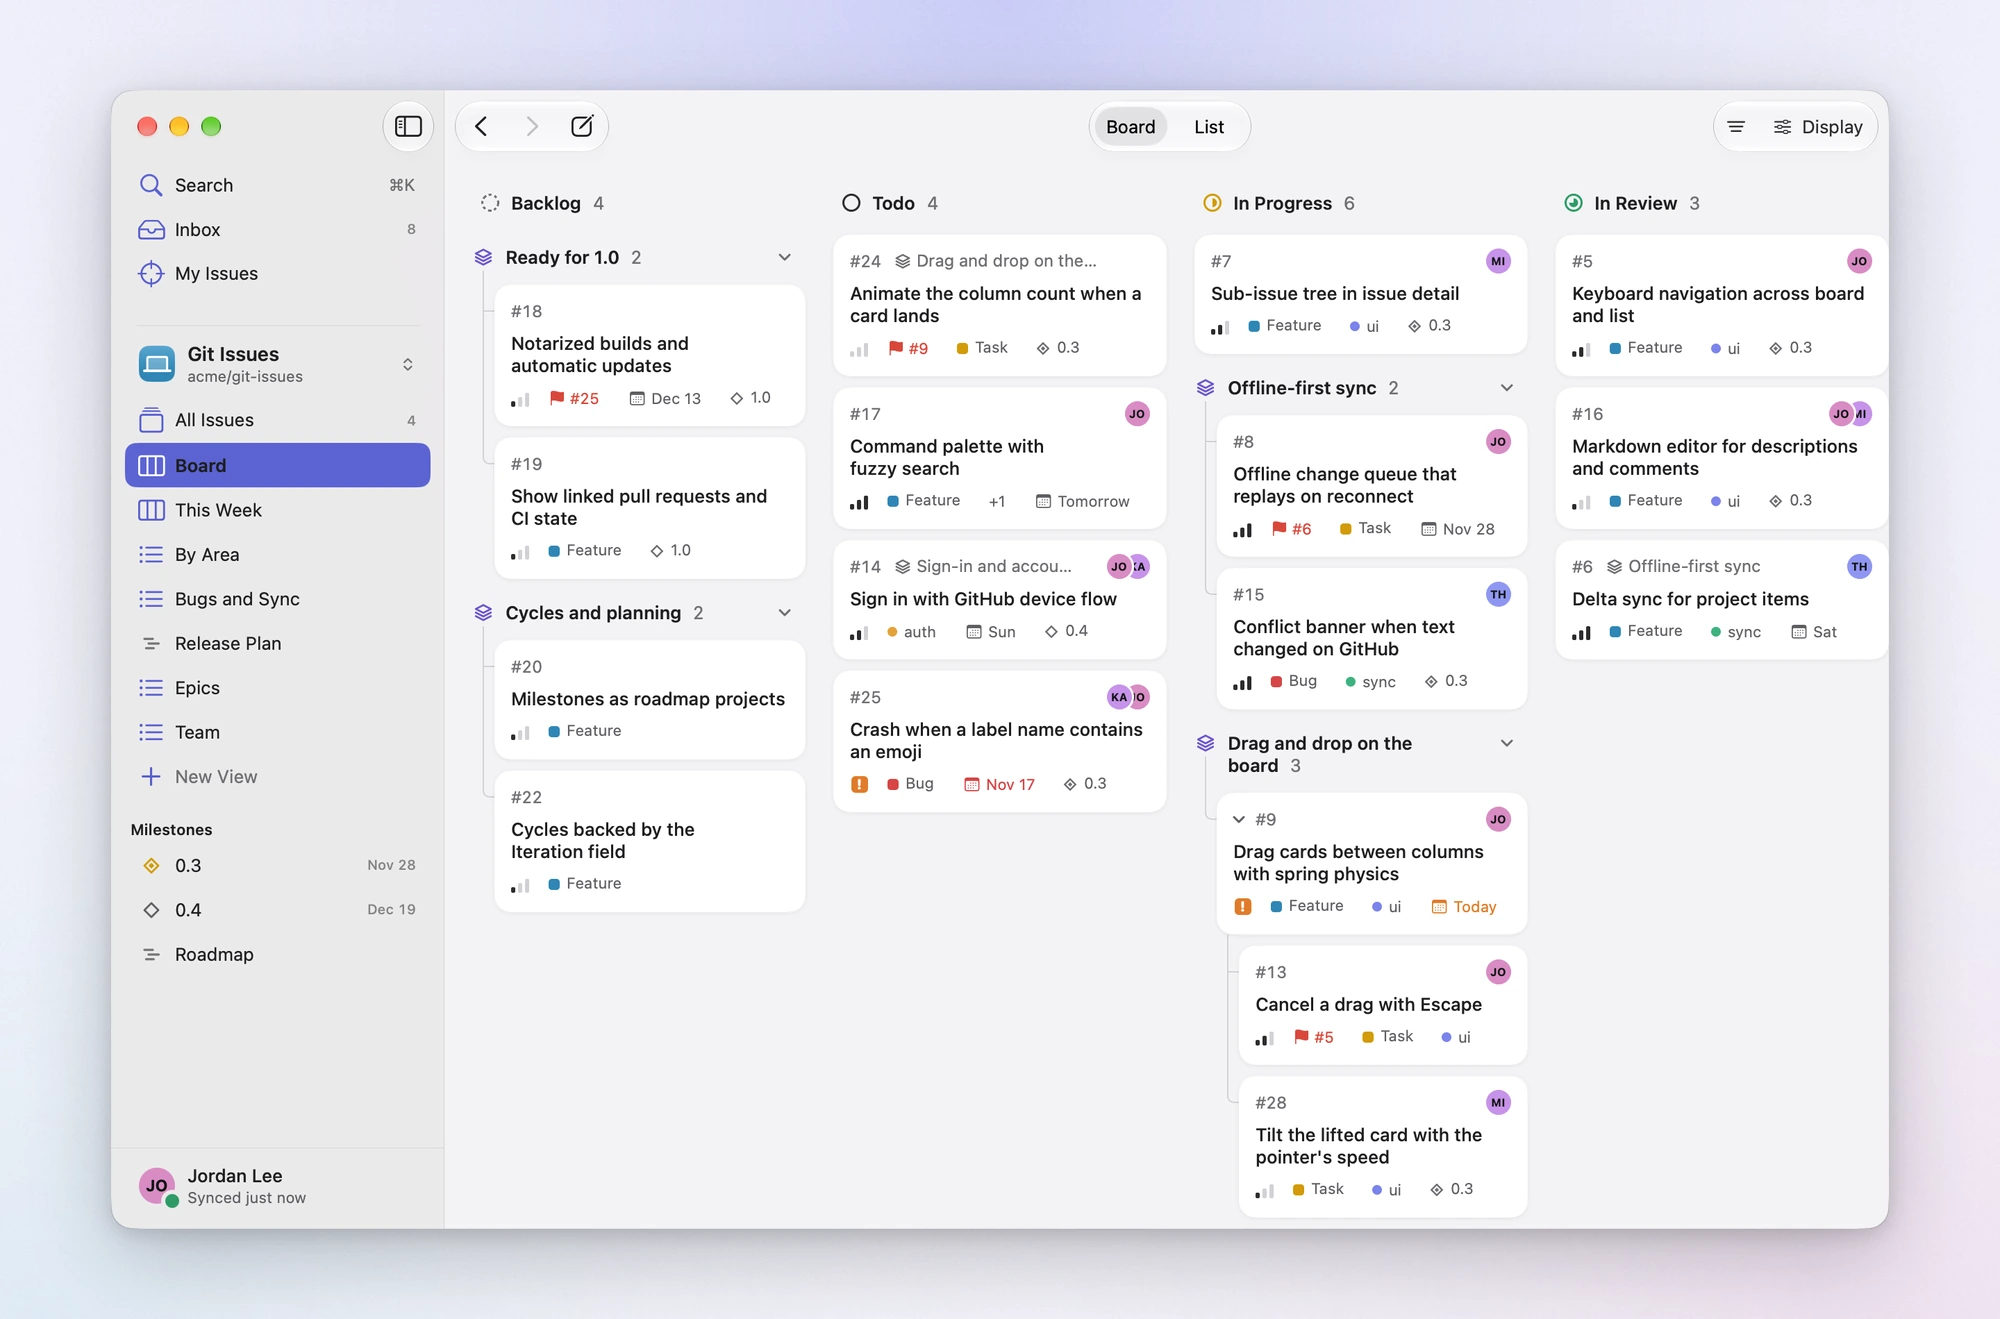 Search ⌘K
Inbox 8
My Issues
Git Issues
acme/git-issues
All Issues 4
Board
This Week
By Area
Bugs and Sync
Release Plan
Epics
Team
New View
Milestones
0.3 Nov 28
0.4 Dec 19
Roadmap
JO
Jordan Lee
Synced just now
Board List
Display
Backlog 4
Ready for 1.0 2
#18
Notarized builds and
automatic updates
#25 Dec 13 1.0
#19
Show linked pull requests and
CI state
Feature 1.0
Cycles and planning 2
#20
Milestones as roadmap projects
Feature
#22
Cycles backed by the
Iteration field
Feature
Todo 4
#24 Drag and drop on the...
Animate the column count when a
card lands
#9 Task 0.3
#17 JO
Command palette with
fuzzy search
Feature +1 Tomorrow
#14 Sign-in and accou... JO KA
Sign in with GitHub device flow
auth Sun 0.4
#25 KA JO
Crash when a label name contains
an emoji
! Bug Nov 17 0.3
In Progress 6
#7 MI
Sub-issue tree in issue detail
Feature ui 0.3
Offline-first sync 2
#8 JO
Offline change queue that
replays on reconnect
#6 Task Nov 28
#15 TH
Conflict banner when text
changed on GitHub
Bug sync 0.3
Drag and drop on the
board 3
#9 JO
Drag cards between columns
with spring physics
! Feature ui Today
#13 JO
Cancel a drag with Escape
#5 Task ui
#28 MI
Tilt the lifted card with the
pointer's speed
Task ui 0.3
In Review 3
#5 JO
Keyboard navigation across board
and list
Feature ui 0.3
#16 JO MI
Markdown editor for descriptions
and comments
Feature ui 0.3
#6 Offline-first sync TH
Delta sync for project items
Feature sync Sat